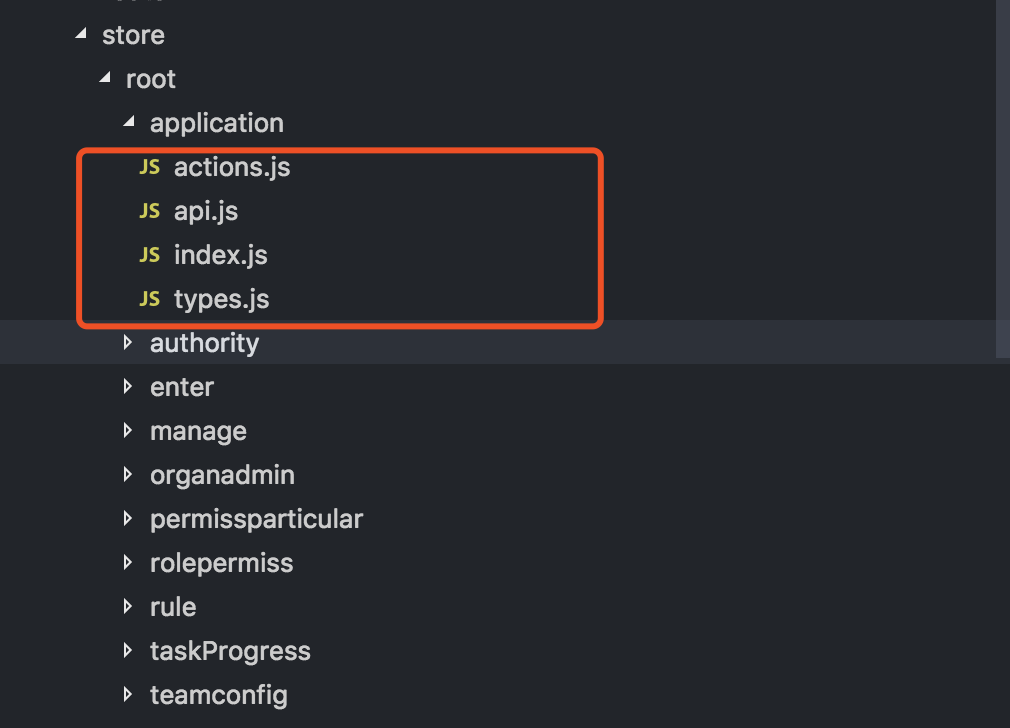 store
root
application
JS actions.js
JS api.js
JS index.js
JS types.js
authority
enter
manage
organadmin
permissparticular
rolepermiss
rule
taskProgress
teamconfig